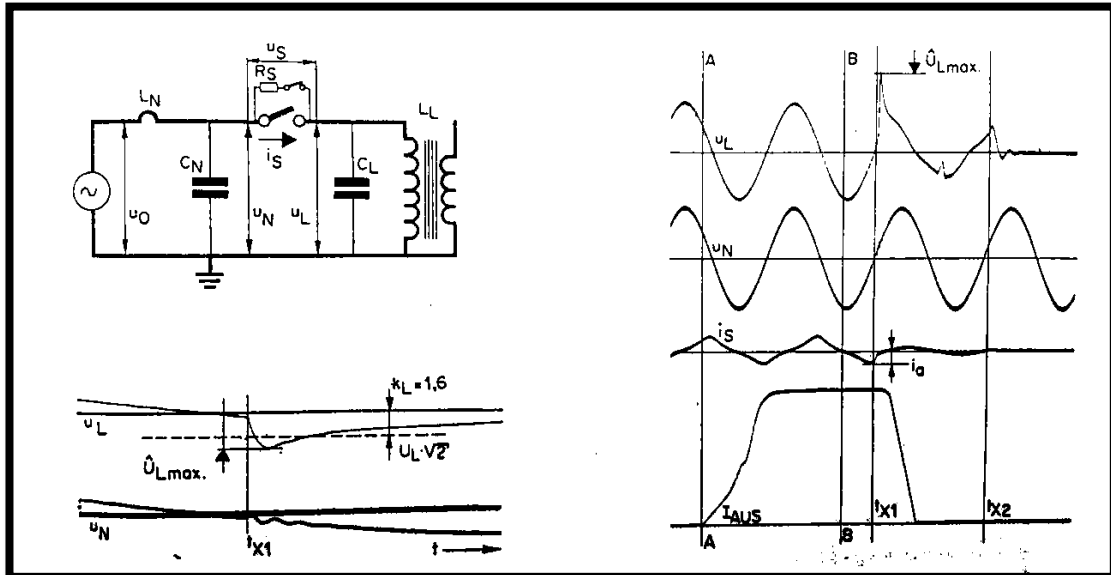 u_S
R_S
L_N
L_L
i_S
C_N
C_L
u_O
u_N
u_L
k_L = 1,6
u_L
U_L·√2
Û_Lmax.
u_N
t_X1
t
A
B
Û_Lmax.
u_L
u_N
i_S
i_a
I_AUS
t_X1
t_X2
A
B